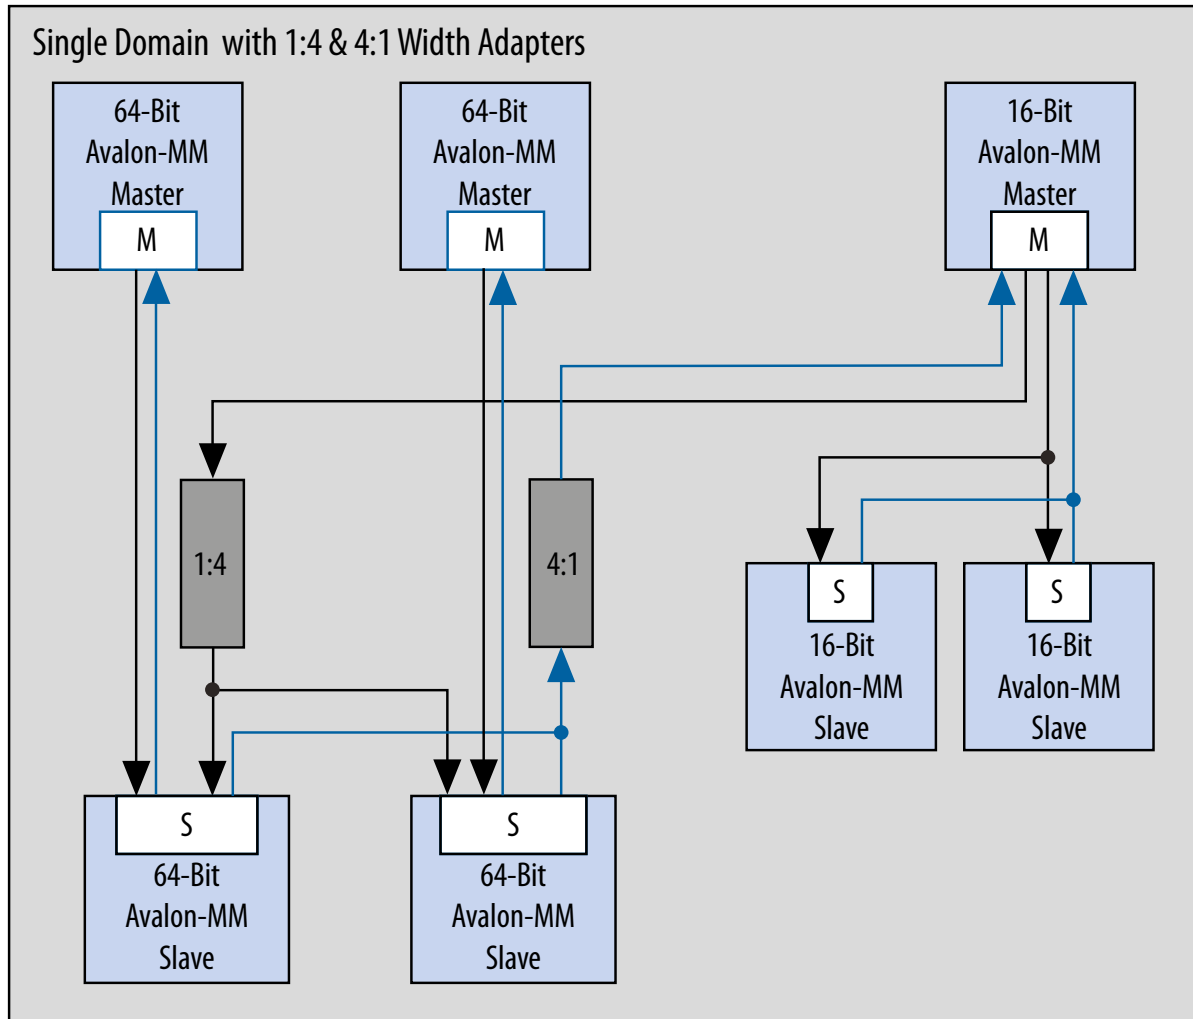 Single Domain with 1:4 & 4:1 Width Adapters
64-Bit
Avalon-MM
Master
M
64-Bit
Avalon-MM
Master
M
16-Bit
Avalon-MM
Master
M
1:4
4:1
S
16-Bit
Avalon-MM
Slave
S
16-Bit
Avalon-MM
Slave
S
64-Bit
Avalon-MM
Slave
S
64-Bit
Avalon-MM
Slave